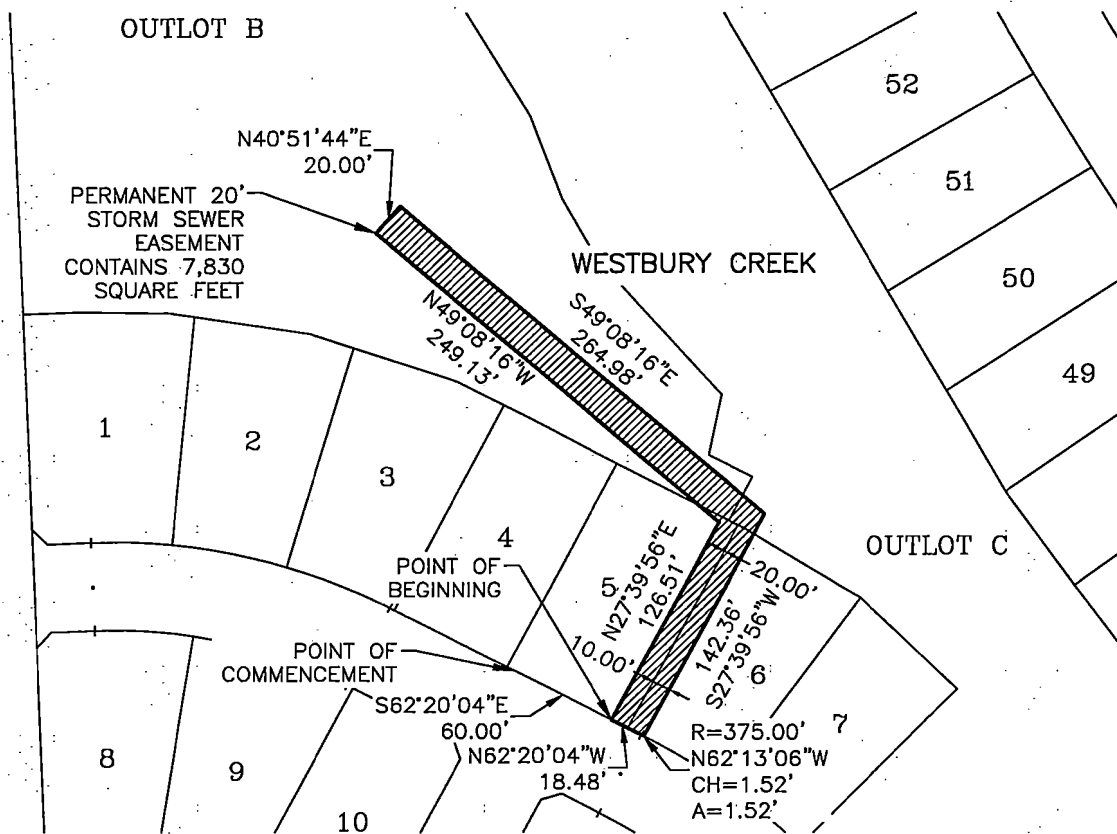 OUTLOT B
52
N40°51'44"E
20.00'
51
PERMANENT 20'
STORM SEWER
EASEMENT
CONTAINS 7,830
SQUARE FEET
WESTBURY CREEK
50
N49°08'16"W
249.13'
S49°08'16"E
264.98'
49
1
2
3
4
5
POINT OF
BEGINNING
N27°39'56"E
126.51'
20.00'
OUTLOT C
10.00'
142.36'
S27°39'56"W
6
POINT OF
COMMENCEMENT
S62°20'04"E
60.00'
N62°20'04"W
18.48'
R=375.00'
N62°13'06"W
CH=1.52'
A=1.52'
7
8
9
10